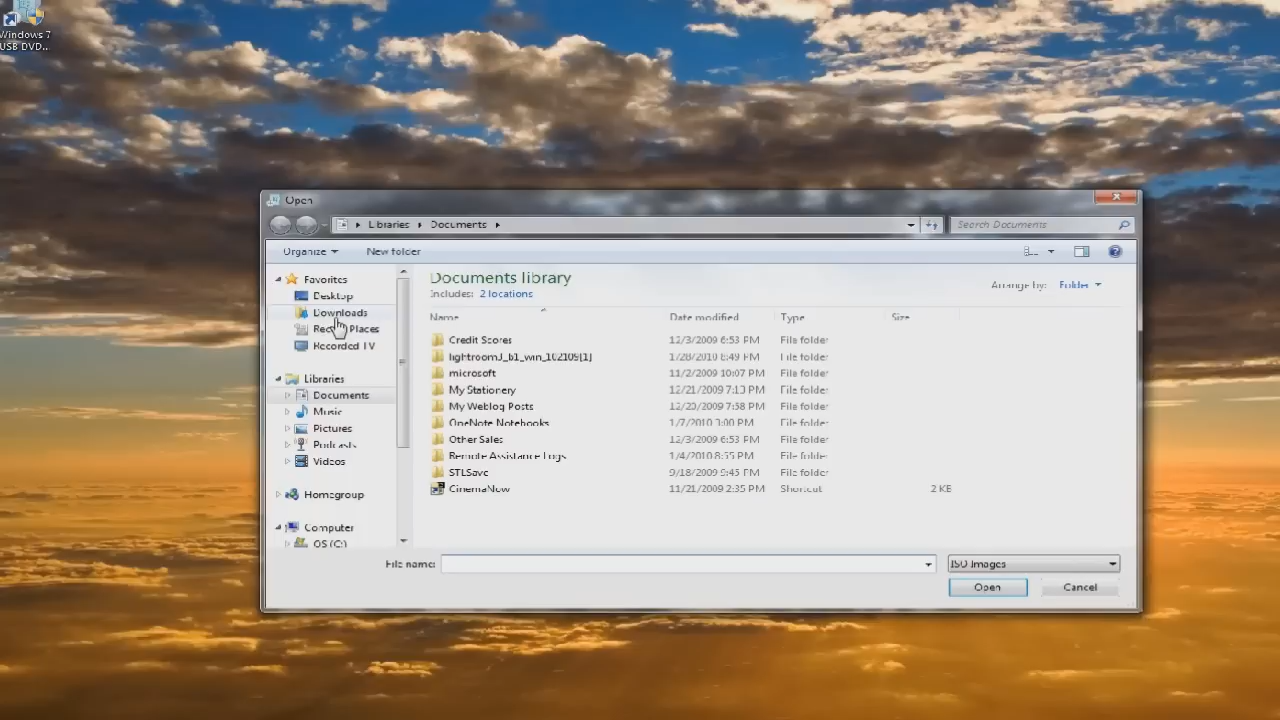 Windows 7
USB DVD...
Open
Libraries
Documents
Search Documents
Organize
New folder
Favorites
Desktop
Downloads
Recent Places
Recorded TV
Libraries
Documents
Music
Pictures
Podcasts
Videos
Homegroup
Computer
OS (C:)
Documents library
Includes: 2 locations
Arrange by: Folder
Name Date modified Type Size
Credit Scores 12/3/2009 6:53 PM File folder
lightroom3_b1_win_102109[1] 1/28/2010 8:49 PM File folder
microsoft 11/2/2009 10:07 PM File folder
My Stationery 12/21/2009 7:13 PM File folder
My Weblog Posts 12/20/2009 7:58 PM File folder
OneNote Notebooks 1/7/2010 3:00 PM File folder
Other Sales 12/3/2009 6:53 PM File folder
Remote Assistance Logs 1/4/2010 8:55 PM File folder
STLSave 9/18/2009 9:45 PM File folder
CinemaNow 11/21/2009 2:35 PM Shortcut 2 KB
File name:
ISO Images
Open
Cancel